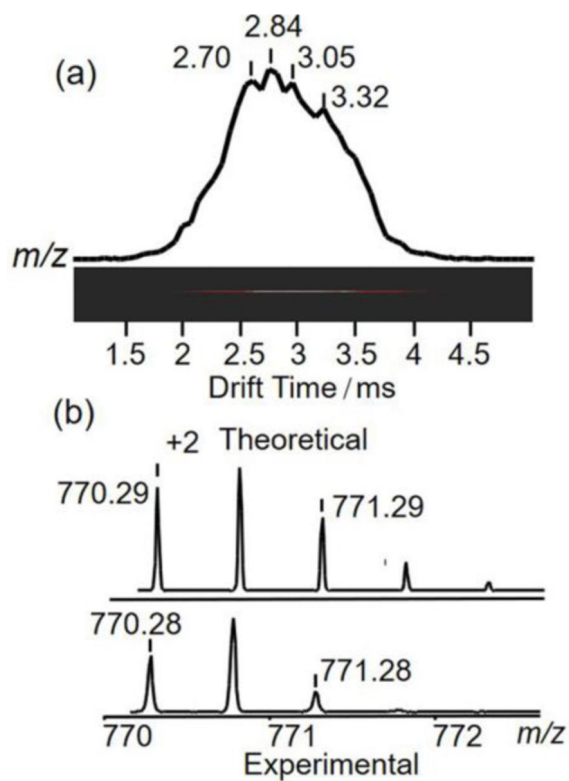 (a)
2.70 2.84 3.05 3.32
m/z
1.5 2 2.5 3 3.5 4 4.5
Drift Time / ms
(b)
+2 Theoretical
770.29 771.29
770.28 771.28
770 771 772 m/z
Experimental